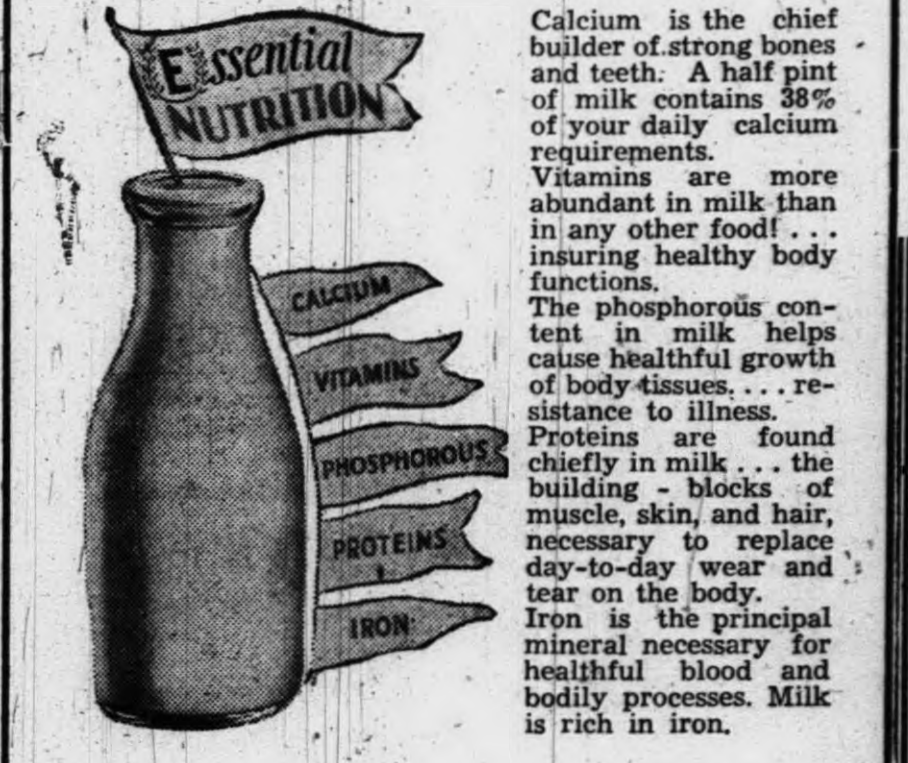 Essential
NUTRITION
CALCIUM
VITAMINS
PHOSPHOROUS
PROTEINS
IRON
Calcium is the chief
builder of strong bones
and teeth. A half pint
of milk contains 38%
of your daily calcium
requirements.
Vitamins are more
abundant in milk than
in any other food! . . .
insuring healthy body
functions.
The phosphorous con-
tent in milk helps
cause healthful growth
of body tissues. . . . re-
sistance to illness.
Proteins are found
chiefly in milk . . . the
building - blocks of
muscle, skin, and hair,
necessary to replace
day-to-day wear and
tear on the body.
Iron is the principal
mineral necessary for
healthful blood and
bodily processes. Milk
is rich in iron.